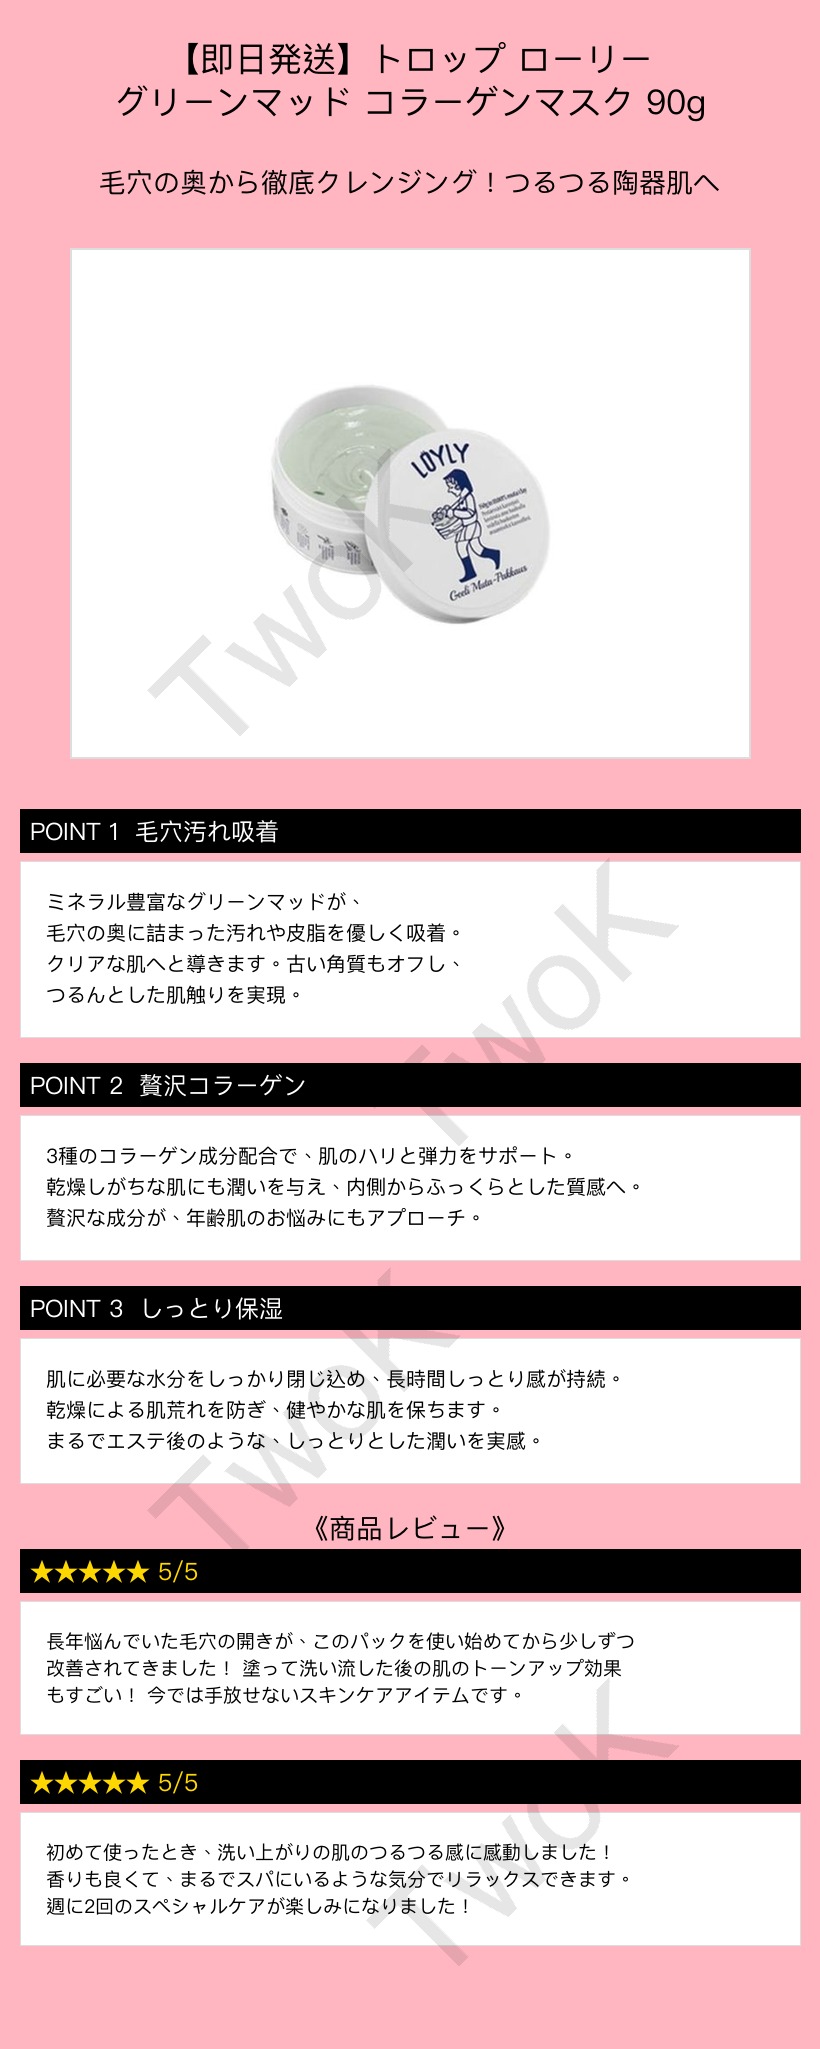 【即日発送】トロップ ローリー
グリーンマッド コラーゲンマスク 90g
毛穴の奥から徹底クレンジング！つるつる陶器肌へ
LÖYLY
Geeli Muta-Pakkaus
TwoK
POINT 1 毛穴汚れ吸着
ミネラル豊富なグリーンマッドが、
毛穴の奥に詰まった汚れや皮脂を優しく吸着。
クリアな肌へと導きます。古い角質もオフし、
つるんとした肌触りを実現。
TwoK
POINT 2 贅沢コラーゲン
3種のコラーゲン成分配合で、肌のハリと弾力をサポート。
乾燥しがちな肌にも潤いを与え、内側からふっくらとした質感へ。
贅沢な成分が、年齢肌のお悩みにもアプローチ。
POINT 3 しっとり保湿
肌に必要な水分をしっかり閉じ込め、長時間しっとり感が持続。
乾燥による肌荒れを防ぎ、健やかな肌を保ちます。
まるでエステ後のような、しっとりとした潤いを実感。
TwoK
《商品レビュー》
★★★★★ 5/5
長年悩んでいた毛穴の開きが、このパックを使い始めてから少しずつ
改善されてきました！ 塗って洗い流した後の肌のトーンアップ効果
もすごい！ 今では手放せないスキンケアアイテムです。
★★★★★ 5/5
初めて使ったとき、洗い上がりの肌のつるつる感に感動しました！
香りも良くて、まるでスパにいるような気分でリラックスできます。
週に2回のスペシャルケアが楽しみになりました！
TwoK